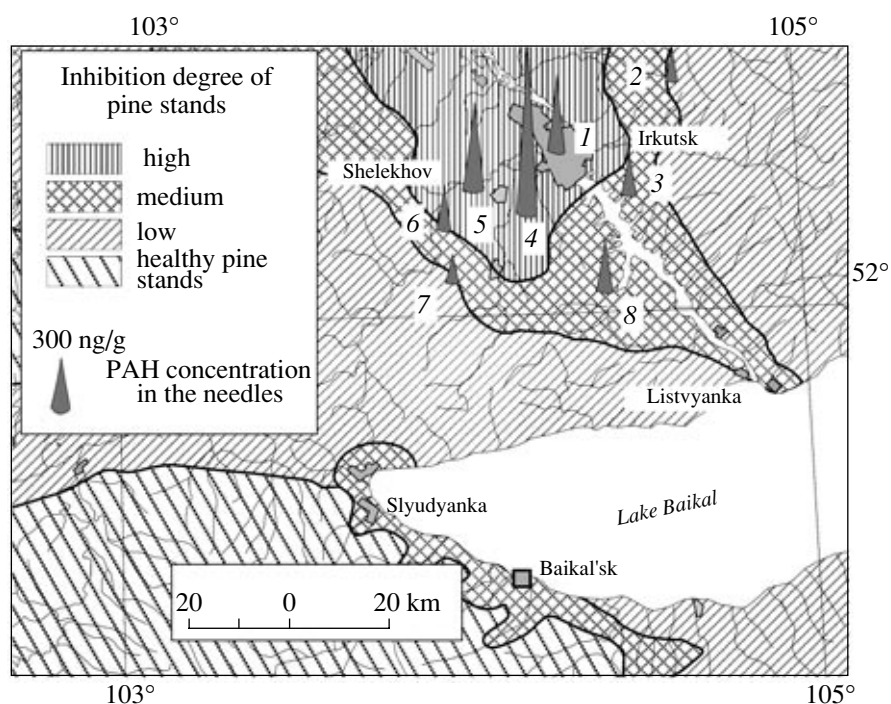 103°
105°
Inhibition degree of
pine stands
high
medium
low
healthy pine
stands
300 ng/g
PAH concentration
in the needles
2
1
Irkutsk
Shelekhov
3
6
5
4
52°
7
8
Listvyanka
Slyudyanka
Lake Baikal
Baikal'sk
20 0 20 km
103°
105°